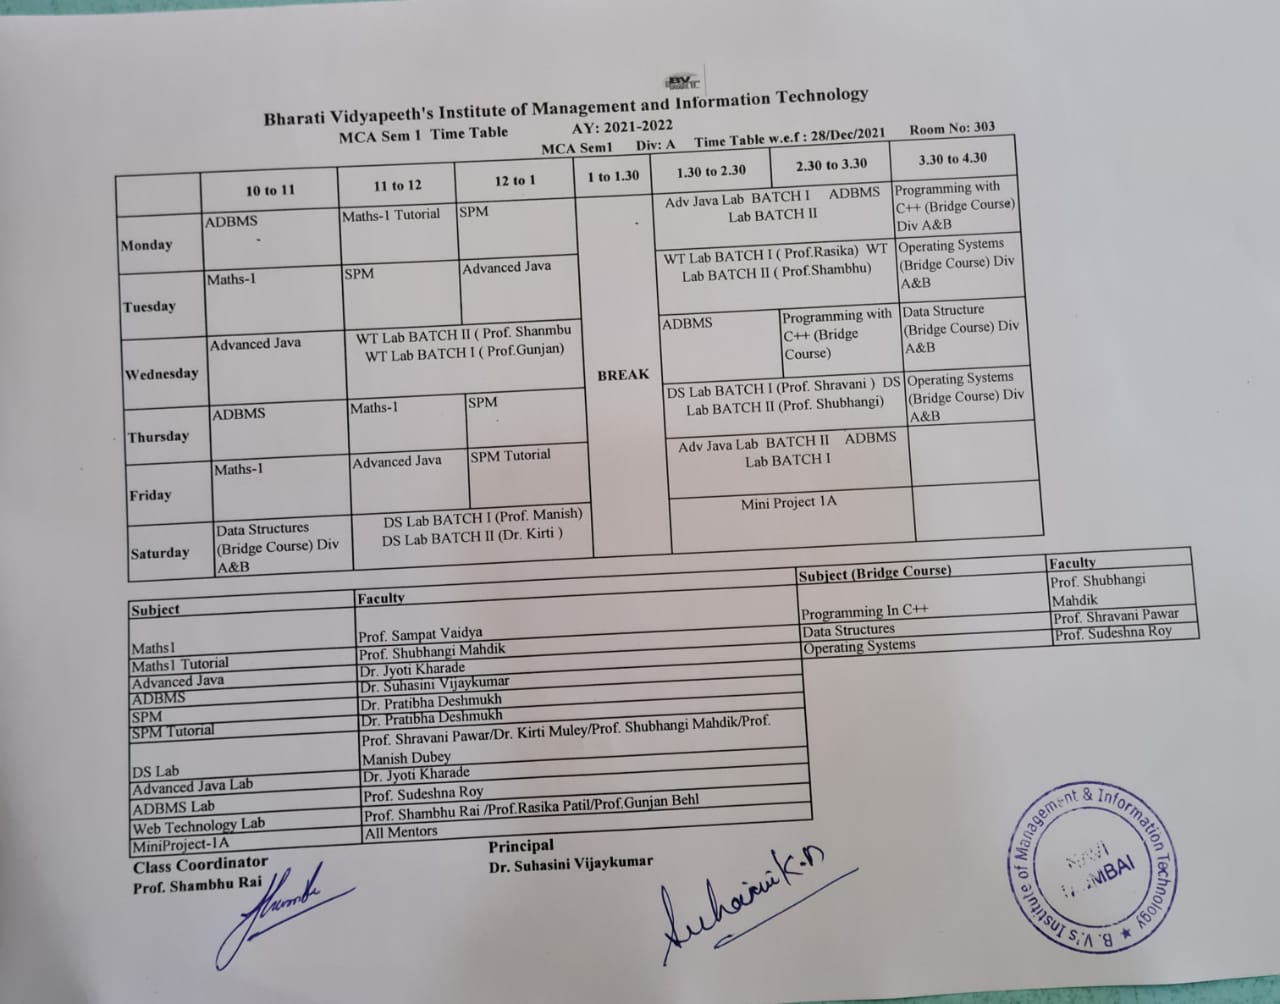 BV
Bharati Vidyapeeth's Institute of Management and Information Technology
MCA Sem 1 Time Table AY: 2021-2022
MCA Sem1 Div: A Time Table w.e.f : 28/Dec/2021 Room No: 303
10 to 11 11 to 12 12 to 1 1 to 1.30 1.30 to 2.30 2.30 to 3.30 3.30 to 4.30
Monday
ADBMS
Maths-1 Tutorial
SPM
Adv Java Lab BATCH I ADBMS
Lab BATCH II
Programming with
C++ (Bridge Course)
Div A&B
Tuesday
Maths-1
SPM
Advanced Java
WT Lab BATCH I ( Prof.Rasika) WT
Lab BATCH II ( Prof.Shambhu)
Operating Systems
(Bridge Course) Div
A&B
Wednesday
Advanced Java
WT Lab BATCH II ( Prof. Shanmbu
WT Lab BATCH I ( Prof.Gunjan)
BREAK
ADBMS
Programming with
C++ (Bridge
Course)
Data Structure
(Bridge Course) Div
A&B
Thursday
ADBMS
Maths-1
SPM
DS Lab BATCH I (Prof. Shravani ) DS
Lab BATCH II (Prof. Shubhangi)
Operating Systems
(Bridge Course) Div
A&B
Friday
Maths-1
Advanced Java
SPM Tutorial
Adv Java Lab BATCH II ADBMS
Lab BATCH I
Saturday
Data Structures
(Bridge Course) Div
A&B
DS Lab BATCH I (Prof. Manish)
DS Lab BATCH II (Dr. Kirti )
Mini Project 1A
Subject Faculty
Maths1 Prof. Sampat Vaidya
Maths1 Tutorial Prof. Shubhangi Mahdik
Advanced Java Dr. Jyoti Kharade
ADBMS Dr. Suhasini Vijaykumar
SPM Dr. Pratibha Deshmukh
SPM Tutorial Dr. Pratibha Deshmukh
DS Lab Prof. Shravani Pawar/Dr. Kirti Muley/Prof. Shubhangi Mahdik/Prof.
Manish Dubey
Advanced Java Lab Dr. Jyoti Kharade
ADBMS Lab Prof. Sudeshna Roy
Web Technology Lab Prof. Shambhu Rai /Prof.Rasika Patil/Prof.Gunjan Behl
MiniProject-1A All Mentors
Subject (Bridge Course) Faculty
Programming In C++ Prof. Shubhangi
Mahdik
Data Structures Prof. Shravani Pawar
Operating Systems Prof. Sudeshna Roy
Class Coordinator
Prof. Shambhu Rai
Principal
Dr. Suhasini Vijaykumar
Suhasini K-n
B. V.'s Institute of Management & Information Technology ★
NAVI
MUMBAI